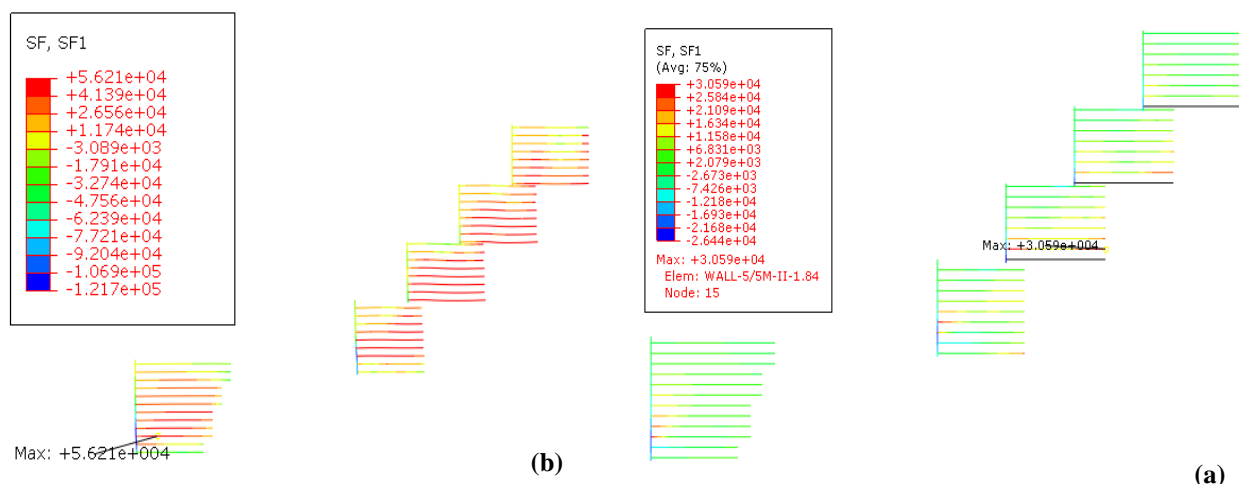 SF, SF1
+5.621e+04
+4.139e+04
+2.656e+04
+1.174e+04
-3.089e+03
-1.791e+04
-3.274e+04
-4.756e+04
-6.239e+04
-7.721e+04
-9.204e+04
-1.069e+05
-1.217e+05
Max: +5.621e+004
(b)
SF, SF1
(Avg: 75%)
+3.059e+04
+2.584e+04
+2.109e+04
+1.634e+04
+1.158e+04
+6.831e+03
+2.079e+03
-2.673e+03
-7.426e+03
-1.218e+04
-1.693e+04
-2.168e+04
-2.644e+04
Max: +3.059e+04
Elem: WALL-5/5M-II-1.84
Node: 15
Max: +3.059e+004
(a)